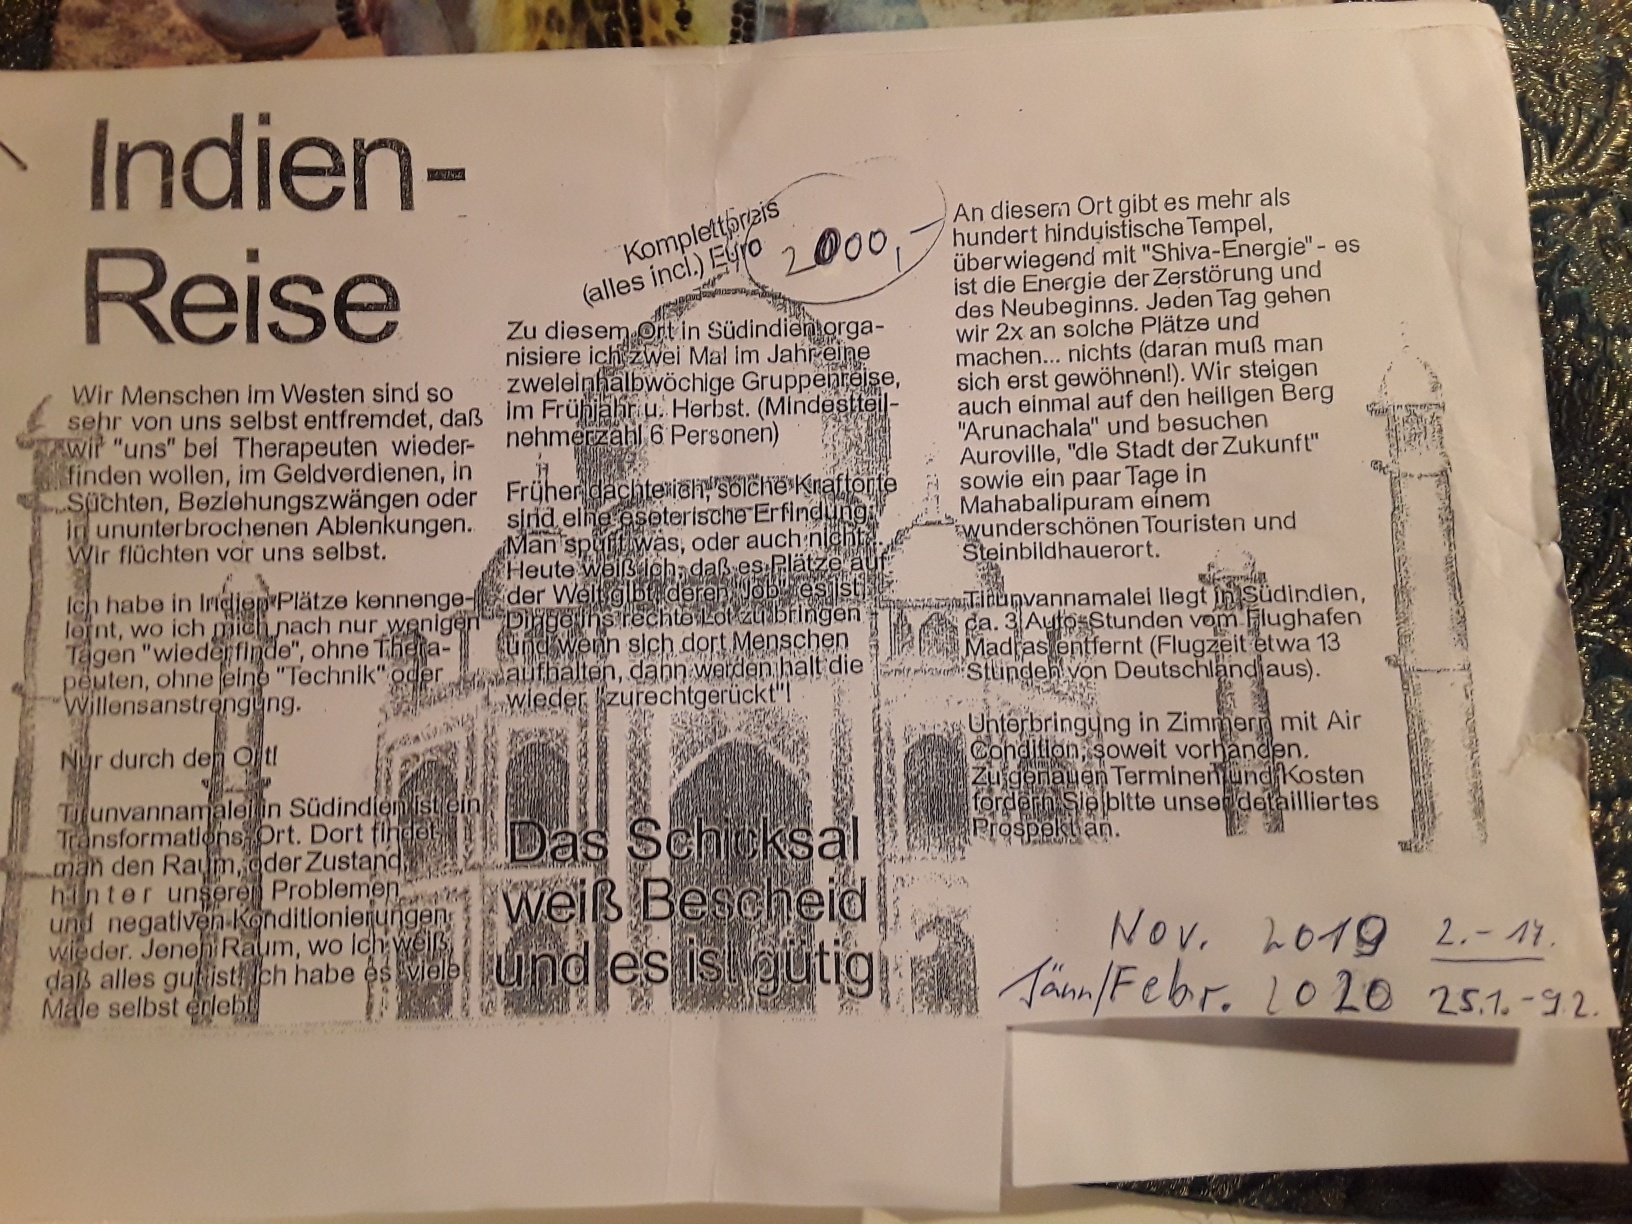 Indien-
Reise
Wir Menschen im Westen sind so
sehr von uns selbst entfremdet, daß
wir "uns" bei Therapeuten wieder-
finden wollen, im Geldverdienen, in
Süchten, Beziehungszwängen oder
in ununterbrochenen Ablenkungen.
Wir flüchten vor uns selbst.
Ich habe in Indien Plätze kennenge-
lernt, wo ich mich nach nur wenigen
Tagen "wiederfinde", ohne Thera-
peuten, ohne eine "Technik" oder
Willensanstrengung.
Nur durch den Ort!
Tirunvannamalei in Südindien ist ein
Transformations-Ort. Dort findet
man den Raum, oder Zustand
hinter unseren Problemen
und negativen Konditionierungen
wieder. Jenen Raum, wo ich weiß,
daß alles gut ist. Ich habe es viele
Male selbst erlebt!
Komplettpreis
(alles incl.) Euro 2000,-
Zu diesem Ort in Südindien orga-
nisiere ich zwei Mal im Jahr eine
zweieinhalbwöchige Gruppenreise,
im Frühjahr u. Herbst. (Mindestteil-
nehmerzahl 6 Personen)
Früher dachte ich, solche Kraftorte
sind eine esoterische Erfindung.
Man spürt was, oder auch nicht.
Heute weiß ich, daß es Plätze auf
der Welt gibt, deren "Job" es ist,
Dinge ins rechte Lot zu bringen
und wenn sich dort Menschen
aufhalten, dann werden halt die
wieder "zurechtgerückt"!
Das Schicksal
weiß Bescheid
und es ist gütig
An diesem Ort gibt es mehr als
hundert hinduistische Tempel,
überwiegend mit "Shiva-Energie" - es
ist die Energie der Zerstörung und
des Neubeginns. Jeden Tag gehen
wir 2x an solche Plätze und
machen... nichts (daran muß man
sich erst gewöhnen!). Wir steigen
auch einmal auf den heiligen Berg
"Arunachala" und besuchen
Auroville, "die Stadt der Zukunft"
sowie ein paar Tage in
Mahabalipuram einem
wunderschönen Touristen und
Steinbildhauerort.
Tirunvannamalei liegt in Südindien,
ca. 3 Auto-Stunden vom Flughafen
Madras entfernt (Flugzeit etwa 13
Stunden von Deutschland aus).
Unterbringung in Zimmern mit Air
Condition, soweit vorhanden.
Zu genauen Terminen und Kosten
fordern Sie bitte unser detailliertes
Prospekt an.
Nov. 2019 2.-14.
Jänn/Febr. 2020 25.1.-9.2.